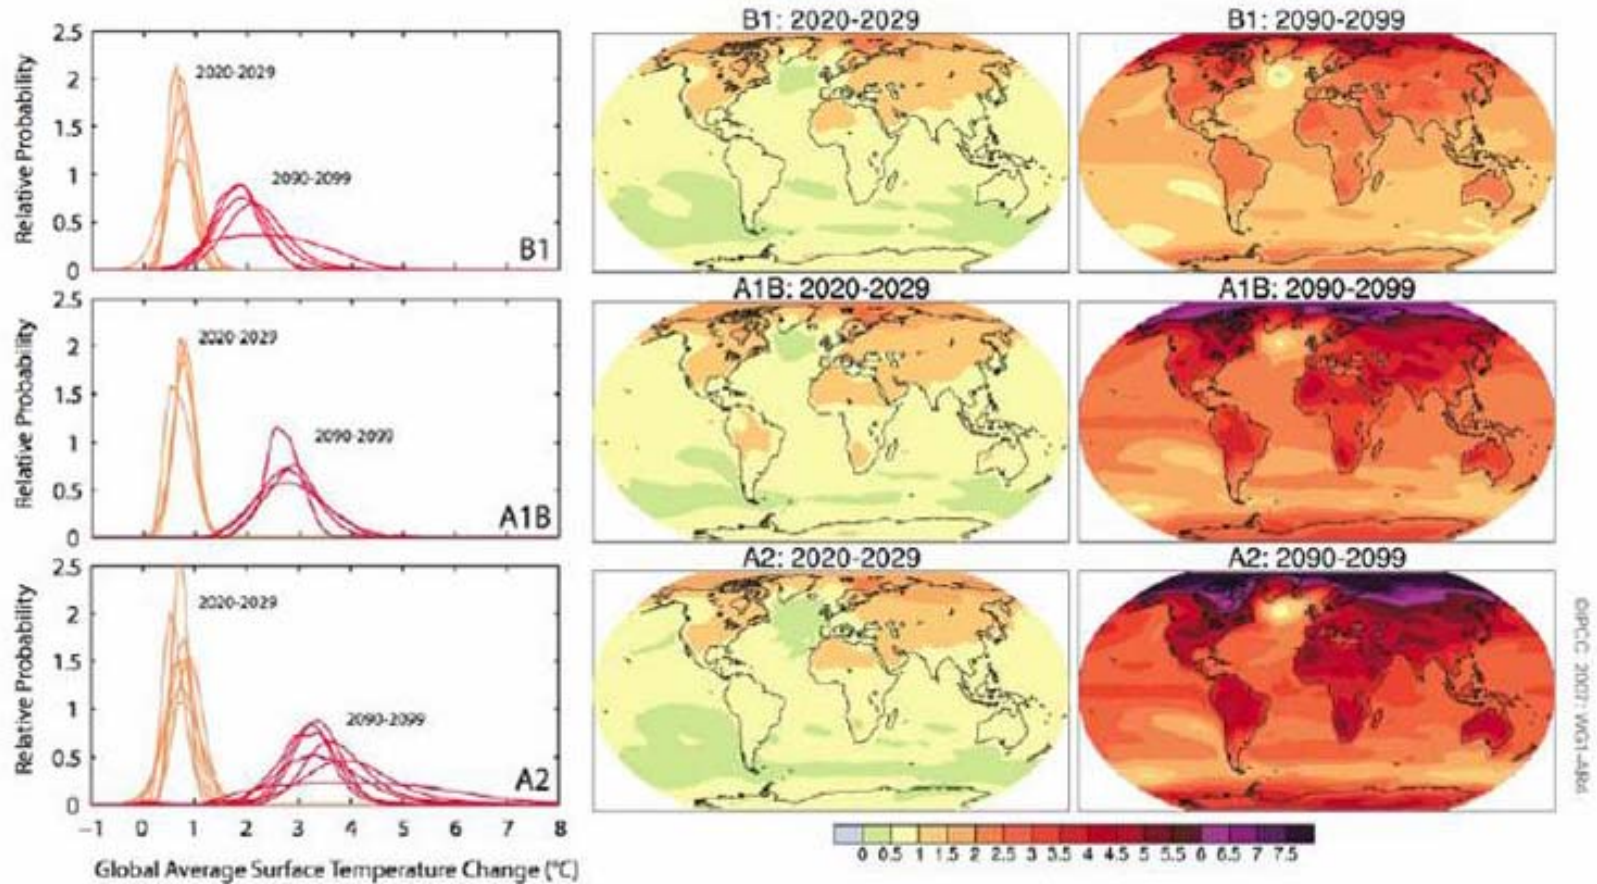 B1: 2020-2029
B1: 2090-2099
2.5
2
1.5
1
0.5
0
Relative Probability
2020-2029
2090-2099
B1
A1B: 2020-2029
A1B: 2090-2099
2.5
2
1.5
1
0.5
0
Relative Probability
2020-2029
2090-2099
A1B
A2: 2020-2029
A2: 2090-2099
2.5
2
1.5
1
0.5
0
Relative Probability
2020-2029
2090-2099
A2
−1 0 1 2 3 4 5 6 7 8
Global Average Surface Temperature Change (°C)
0 0.5 1 1.5 2 2.5 3 3.5 4 4.5 5 5.5 6 6.5 7 7.5
©IPCC 2007: WG1-AR4